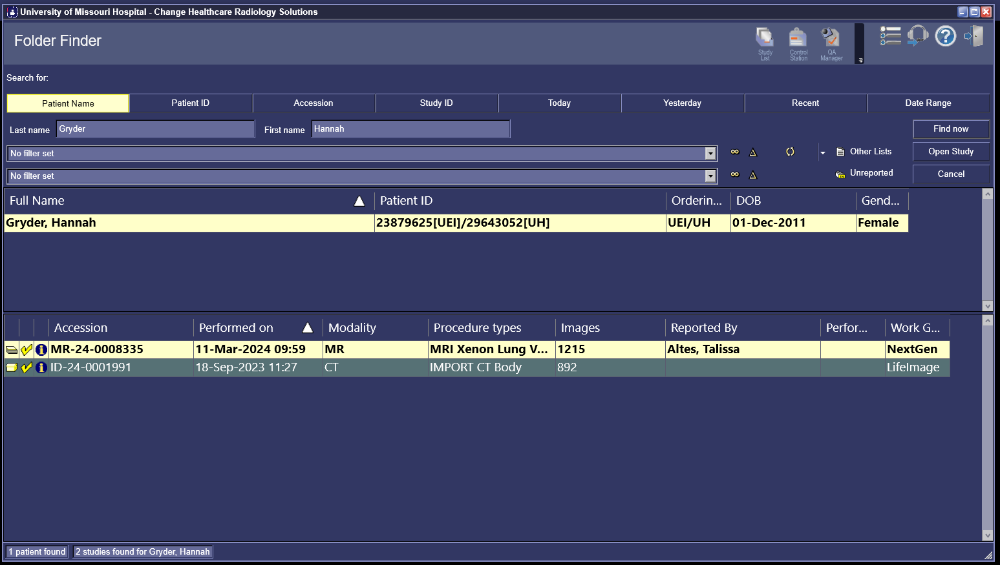 University of Missouri Hospital - Change Healthcare Radiology Solutions
Folder Finder
Study List
Control Station
QA Manager
Search for:
Patient Name Patient ID Accession Study ID Today Yesterday Recent Date Range
Last name Gryder First name Hannah Find now
No filter set Other Lists Open Study
No filter set Unreported Cancel
Full Name Patient ID Orderin... DOB Gend...
Gryder, Hannah 23879625[UEI]/29643052[UH] UEI/UH 01-Dec-2011 Female
Accession Performed on Modality Procedure types Images Reported By Perfor... Work G...
MR-24-0008335 11-Mar-2024 09:59 MR MRI Xenon Lung V... 1215 Altes, Talissa NextGen
ID-24-0001991 18-Sep-2023 11:27 CT IMPORT CT Body 892 LifeImage
1 patient found 2 studies found for Gryder, Hannah